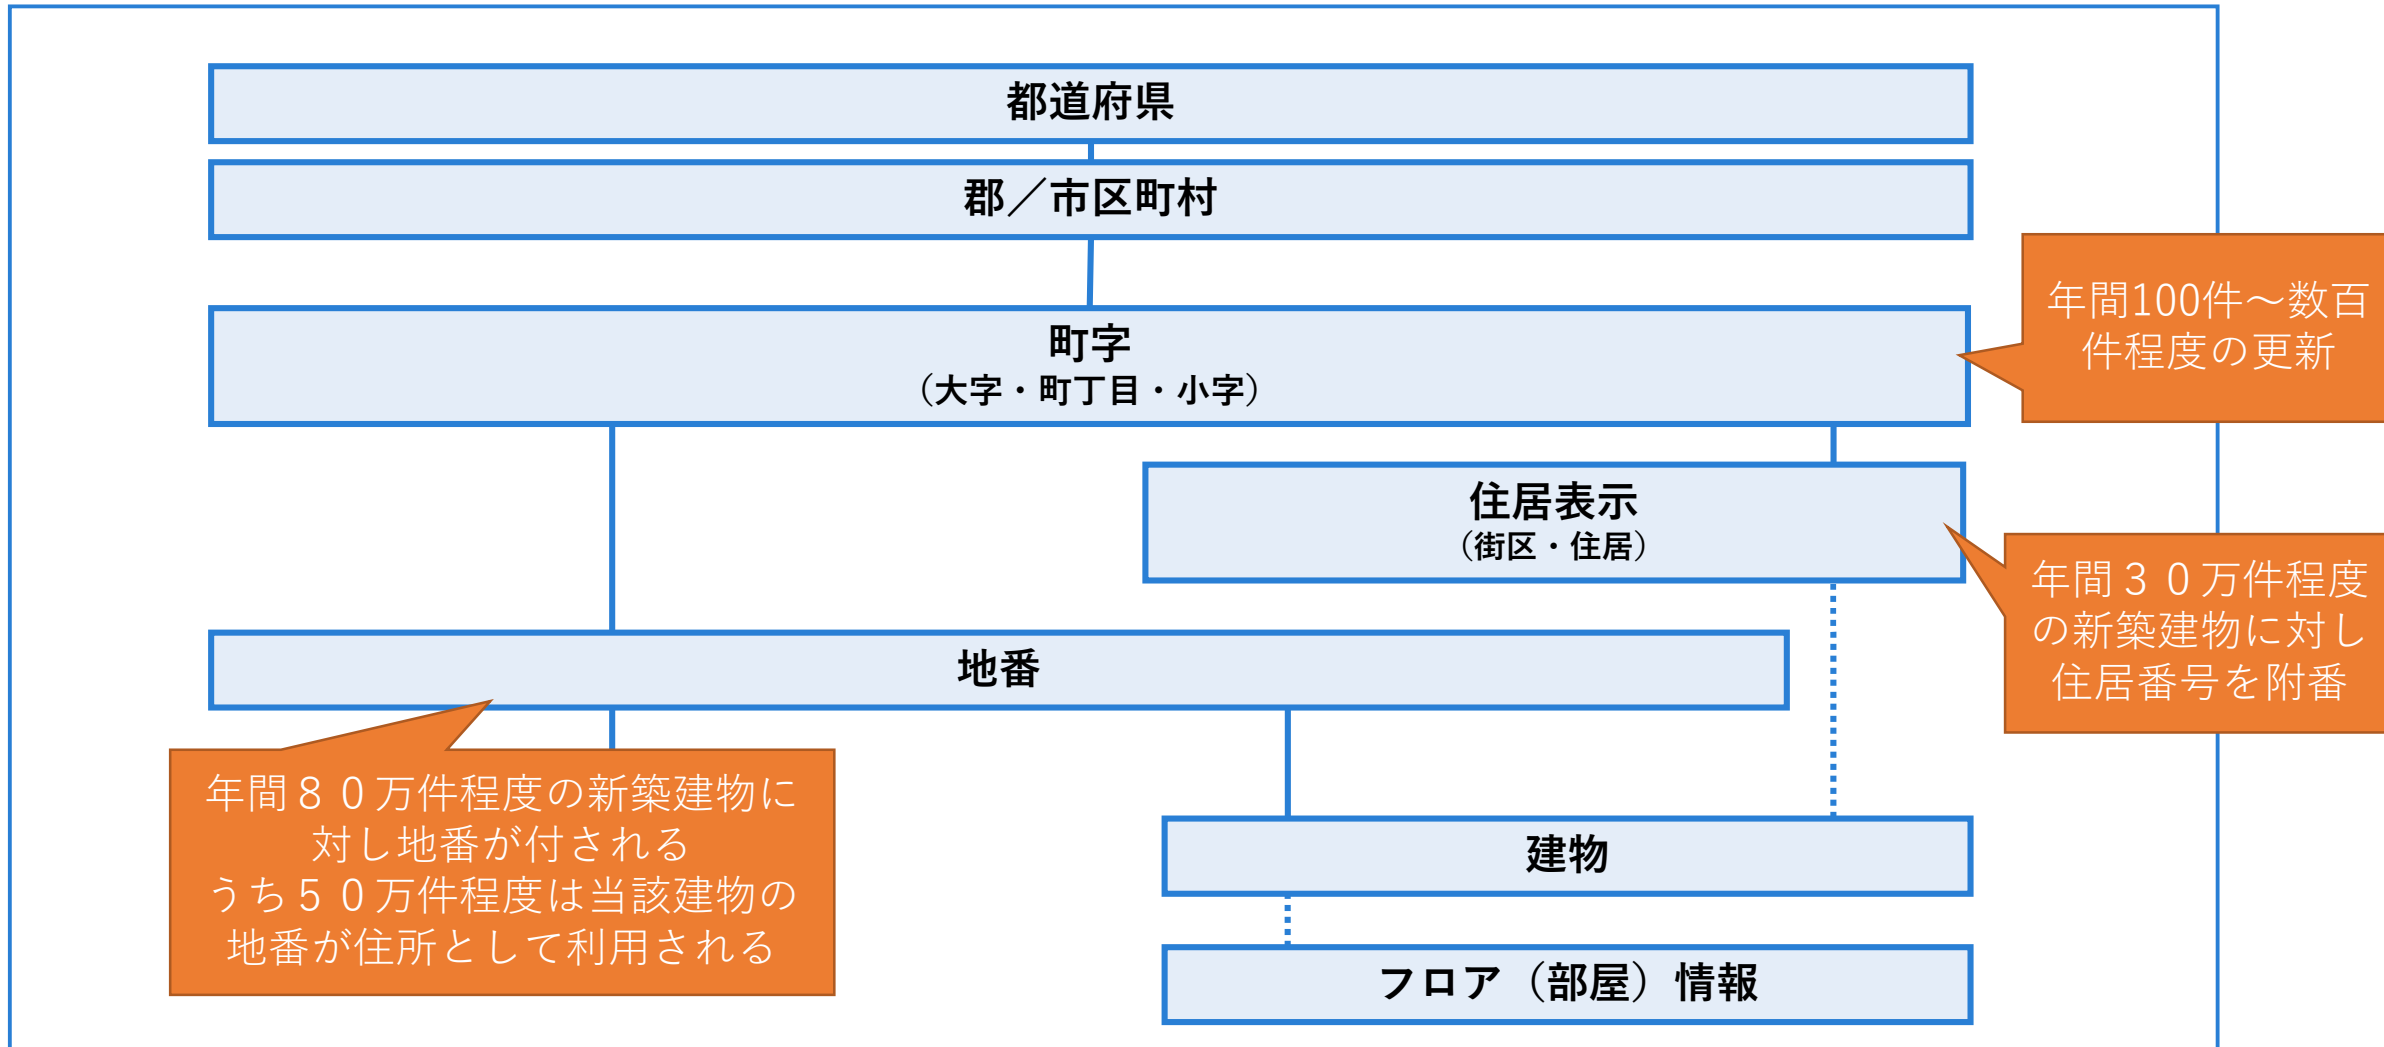 都道府県
郡／市区町村
年間100件～数百
件程度の更新
町字
（大字・町丁目・小字）
住居表示
（街区・住居）
年間３０万件程度
の新築建物に対し
住居番号を附番
地番
年間８０万件程度の新築建物に
対し地番が付される
うち５０万件程度は当該建物の
地番が住所として利用される
建物
フロア（部屋）情報